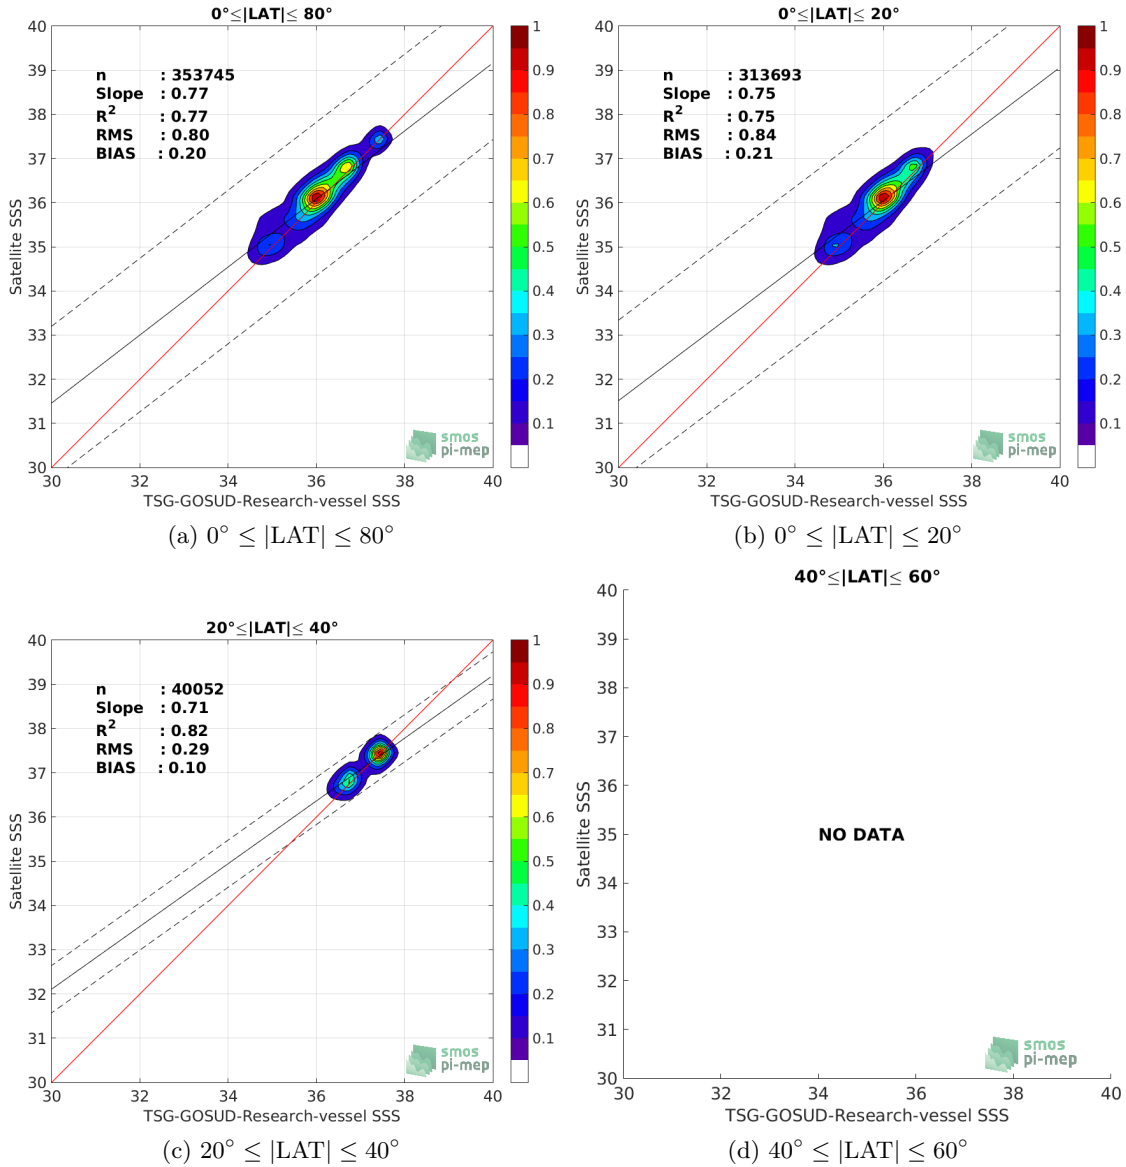 0°≤|LAT|≤ 80°
40
39
38
37
36
35
34
33
32
31
30
Satellite SSS
n : 353745
Slope : 0.77
R2 : 0.77
RMS : 0.80
BIAS : 0.20
smos
pi-mep
30 32 34 36 38 40
TSG-GOSUD-Research-vessel SSS
1
0.9
0.8
0.7
0.6
0.5
0.4
0.3
0.2
0.1
(a) 0° ≤ |LAT| ≤ 80°
0°≤|LAT|≤ 20°
40
39
38
37
36
35
34
33
32
31
30
Satellite SSS
n : 313693
Slope : 0.75
R2 : 0.75
RMS : 0.84
BIAS : 0.21
smos
pi-mep
30 32 34 36 38 40
TSG-GOSUD-Research-vessel SSS
1
0.9
0.8
0.7
0.6
0.5
0.4
0.3
0.2
0.1
(b) 0° ≤ |LAT| ≤ 20°
20°≤|LAT|≤ 40°
40
39
38
37
36
35
34
33
32
31
30
Satellite SSS
n : 40052
Slope : 0.71
R2 : 0.82
RMS : 0.29
BIAS : 0.10
smos
pi-mep
30 32 34 36 38 40
TSG-GOSUD-Research-vessel SSS
1
0.9
0.8
0.7
0.6
0.5
0.4
0.3
0.2
0.1
(c) 20° ≤ |LAT| ≤ 40°
40°≤|LAT|≤ 60°
40
39
38
37
36
35
34
33
32
31
30
Satellite SSS
NO DATA
smos
pi-mep
30 32 34 36 38 40
TSG-GOSUD-Research-vessel SSS
(d) 40° ≤ |LAT| ≤ 60°